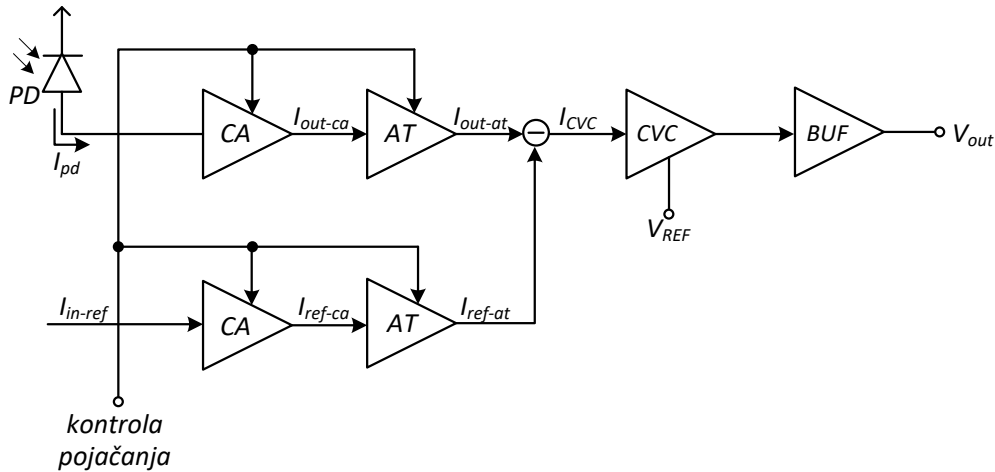 PD
I_pd
CA
I_out-ca
AT
I_out-at
−
I_CVC
CVC
V_REF
BUF
V_out
I_in-ref
CA
I_ref-ca
AT
I_ref-at
kontrola
pojačanja